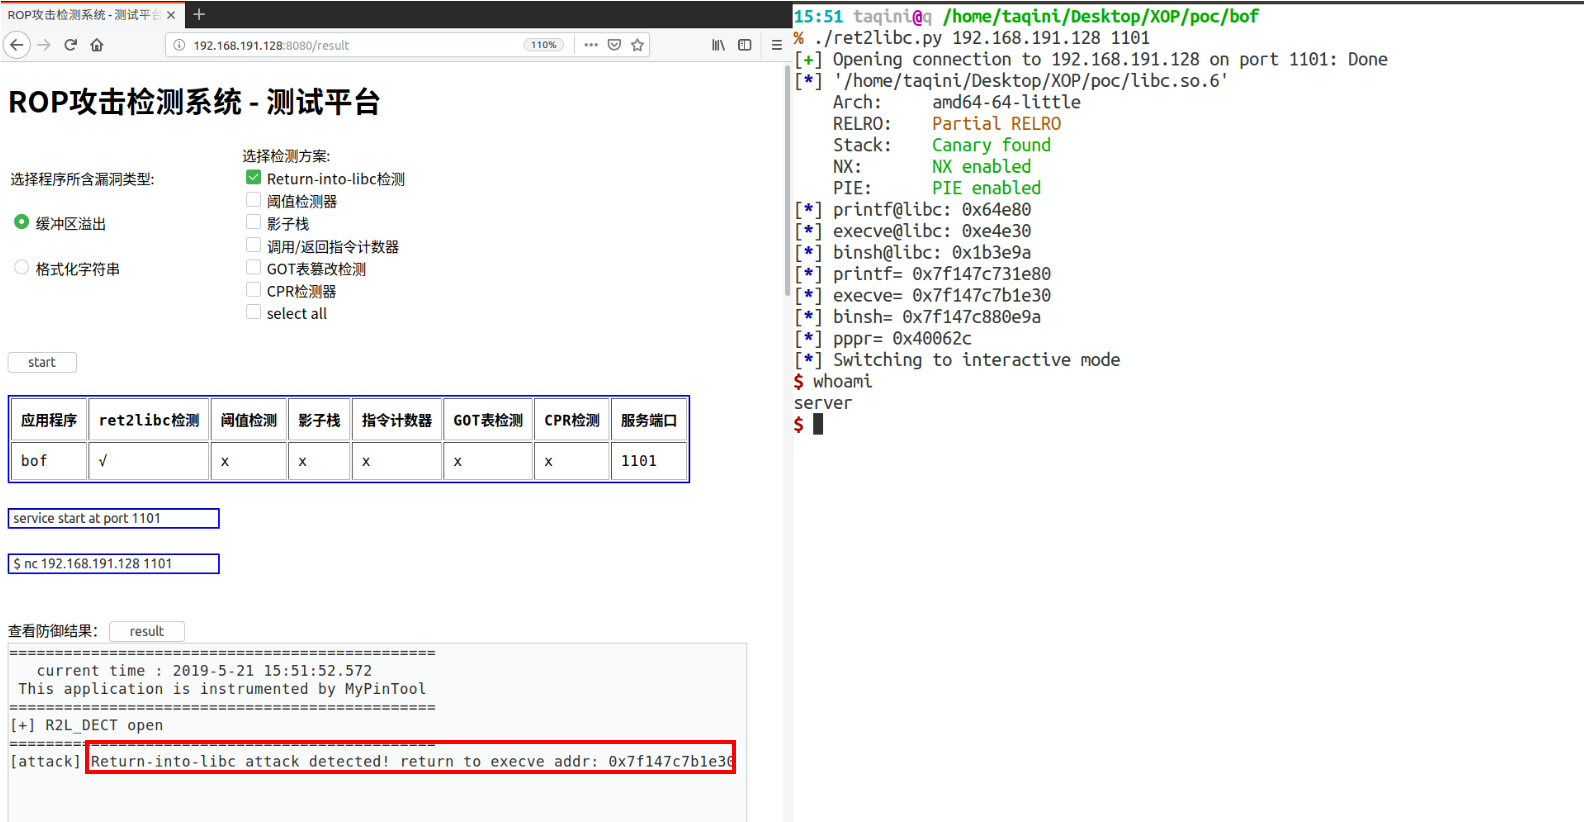 ROP攻击检测系统 - 测试平台
192.168.191.128:8080/result
110%
ROP攻击检测系统 - 测试平台
选择程序所含漏洞类型:
缓冲区溢出
格式化字符串
选择检测方案:
Return-into-libc检测
阈值检测器
影子栈
调用/返回指令计数器
GOT表篡改检测
CPR检测器
select all
start
应用程序 ret2libc检测 阈值检测 影子栈 指令计数器 GOT表检测 CPR检测 服务端口
bof √ x x x x x 1101
service start at port 1101
$ nc 192.168.191.128 1101
查看防御结果: result
===============================================
current time : 2019-5-21 15:51:52.572
This application is instrumented by MyPinTool
===============================================
[+] R2L_DECT open
===============================================
[attack] Return-into-libc attack detected! return to execve addr: 0x7f147c7b1e30
15:51 taqini@q /home/taqini/Desktop/XOP/poc/bof
% ./ret2libc.py 192.168.191.128 1101
[+] Opening connection to 192.168.191.128 on port 1101: Done
[*] '/home/taqini/Desktop/XOP/poc/libc.so.6'
Arch: amd64-64-little
RELRO: Partial RELRO
Stack: Canary found
NX: NX enabled
PIE: PIE enabled
[*] printf@libc: 0x64e80
[*] execve@libc: 0xe4e30
[*] binsh@libc: 0x1b3e9a
[*] printf= 0x7f147c731e80
[*] execve= 0x7f147c7b1e30
[*] binsh= 0x7f147c880e9a
[*] pppr= 0x40062c
[*] Switching to interactive mode
$ whoami
server
$